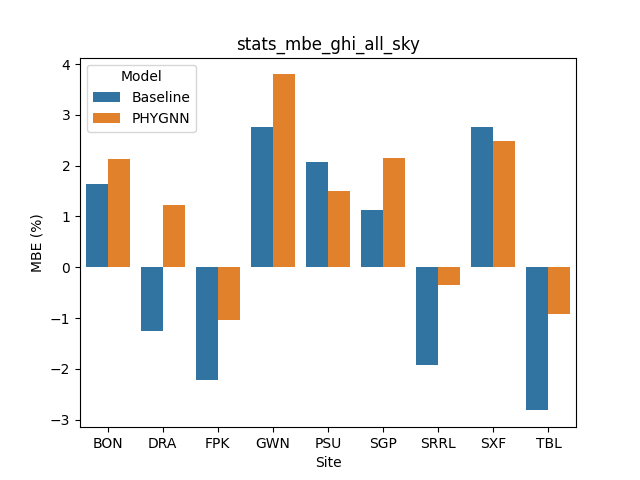 stats_mbe_ghi_all_sky
Model
Baseline
PHYGNN
MBE (%)
4
3
2
1
0
−1
−2
−3
BON DRA FPK GWN PSU SGP SRRL SXF TBL
Site